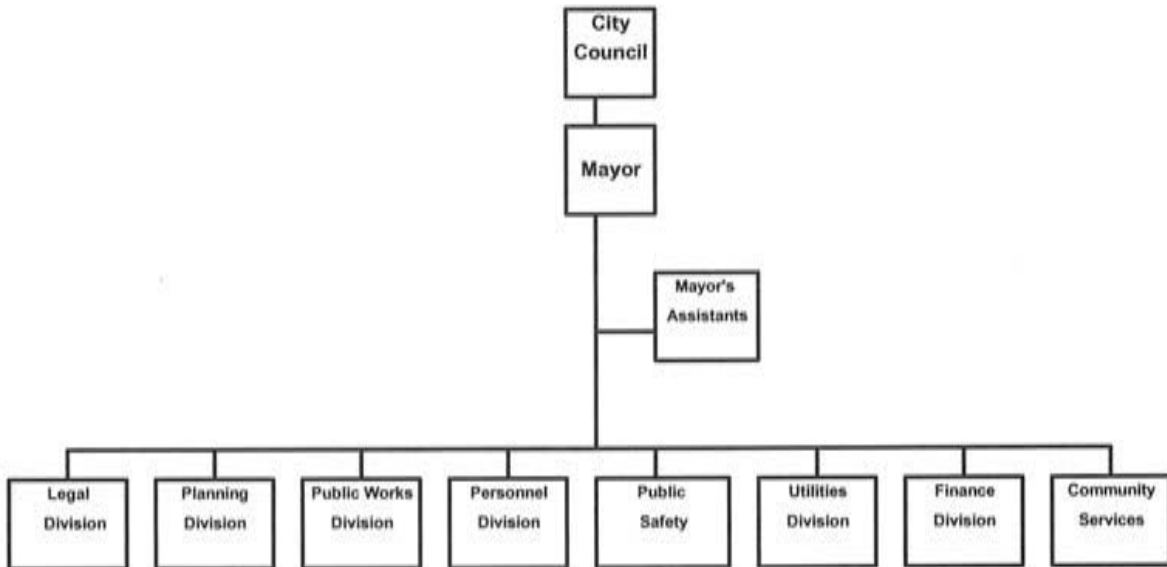 City
Council
Mayor
Mayor's
Assistants
Legal
Division
Planning
Division
Public Works
Division
Personnel
Division
Public
Safety
Utilities
Division
Finance
Division
Community
Services